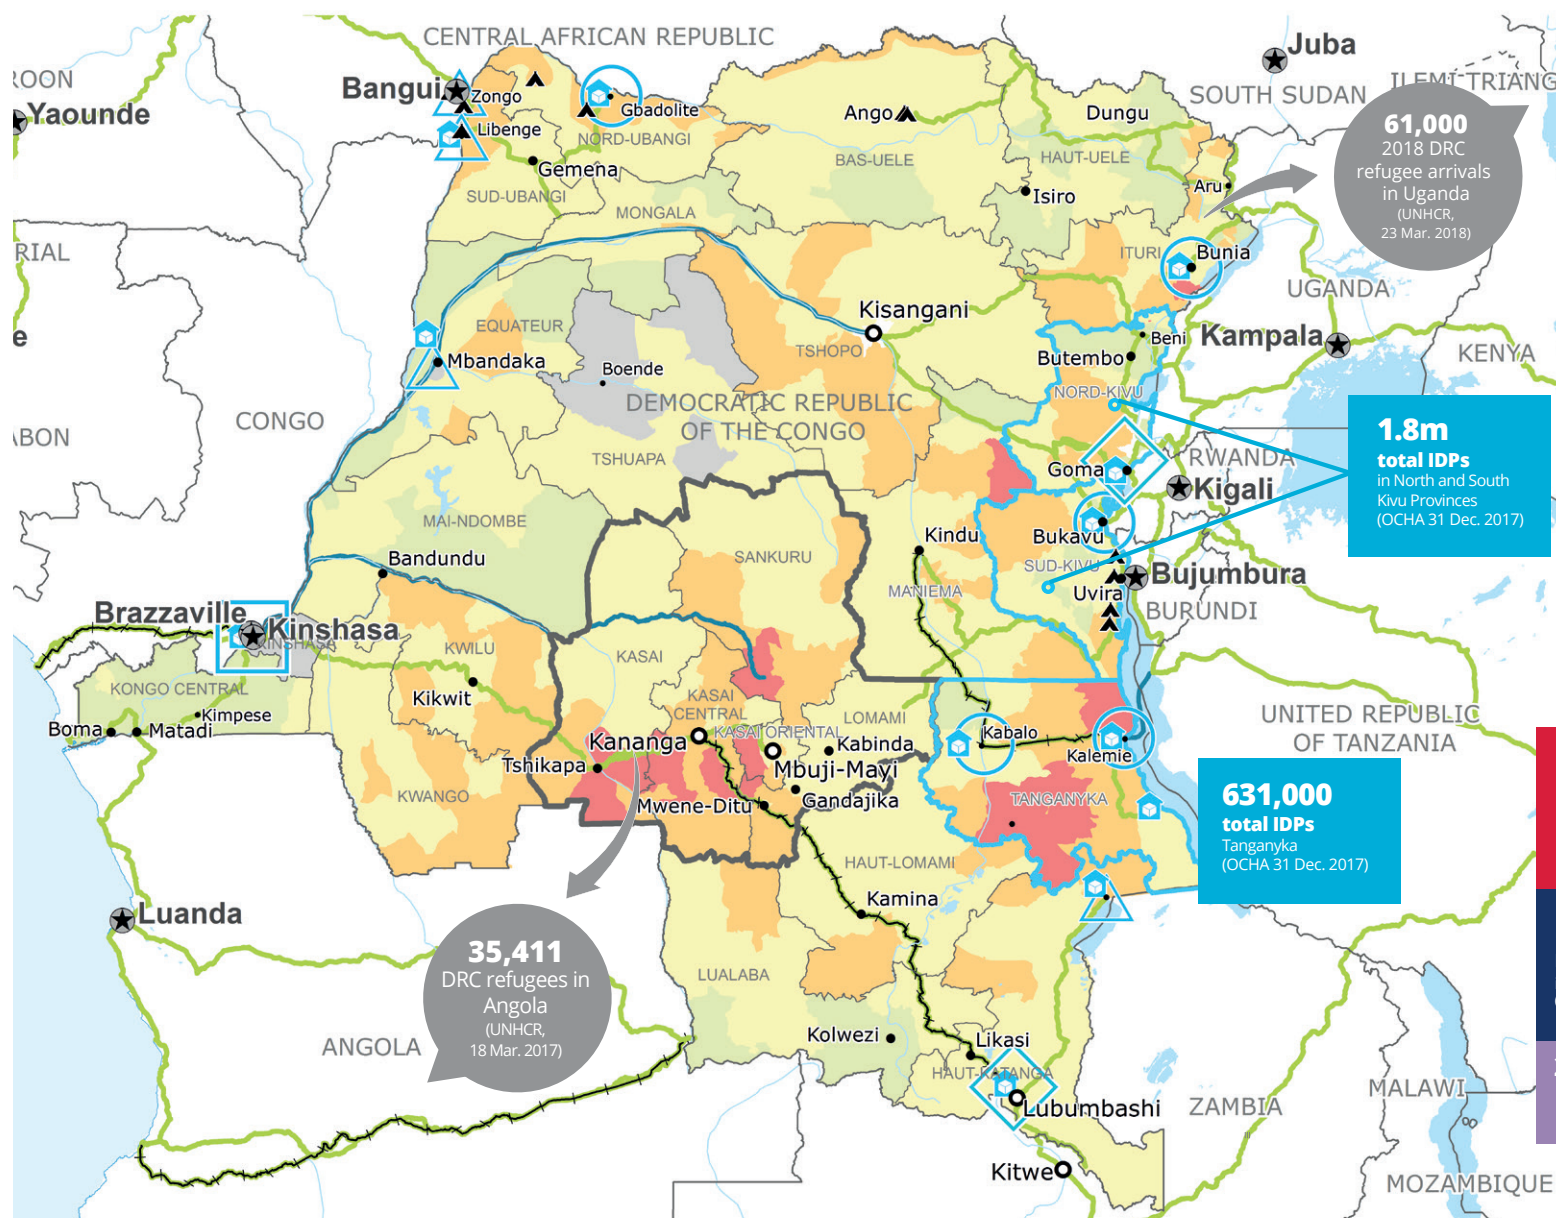 CENTRAL AFRICAN REPUBLIC
Juba
ROON
ILEMI TRIANG
SOUTH SUDAN
Bangui
Zongo
Gbadolite
Yaounde
Ango
Dungu
61,000
2018 DRC
refugee arrivals
in Uganda
(UNHCR,
23 Mar. 2018)
Libenge
NORD-UBANGI
BAS-UELE
HAUT-UELE
Gemena
SUD-UBANGI
Isiro
Aru
MONGALA
RIAL
ITURI
Bunia
UGANDA
EQUATEUR
Kisangani
e
TSHOPO
Beni
Kampala
KENYA
Mbandaka
Boende
Butembo
NORD-KIVU
DEMOCRATIC REPUBLIC
OF THE CONGO
CONGO
ABON
1.8m
total IDPs
in North and South
Kivu Provinces
(OCHA 31 Dec. 2017)
TSHUAPA
Goma
RWANDA
Kigali
MAI-NDOMBE
Bandundu
SANKURU
Kindu
Bukavu
SUD-KIVU
Bujumbura
MANIEMA
Uvira
BURUNDI
Brazzaville
Kinshasa
KINSHASA
KWILU
KASAI
KONGO CENTRAL
Kikwit
KASAI
CENTRAL
LOMAMI
Kimpese
Boma
Matadi
KASAI ORIENTAL
Kananga
Kabinda
Kabalo
Kalemie
UNITED REPUBLIC
OF TANZANIA
Tshikapa
Mbuji-Mayi
KWANGO
Mwene-Ditu
Gandajika
TANGANYKA
631,000
total IDPs
Tanganyka
(OCHA 31 Dec. 2017)
HAUT-LOMAMI
Kamina
Luanda
35,411
DRC refugees in
Angola
(UNHCR,
18 Mar. 2017)
LUALABA
ANGOLA
Kolwezi
Likasi
HAUT-KATANGA
Lubumbashi
ZAMBIA
MALAWI
Kitwe
MOZAMBIQUE